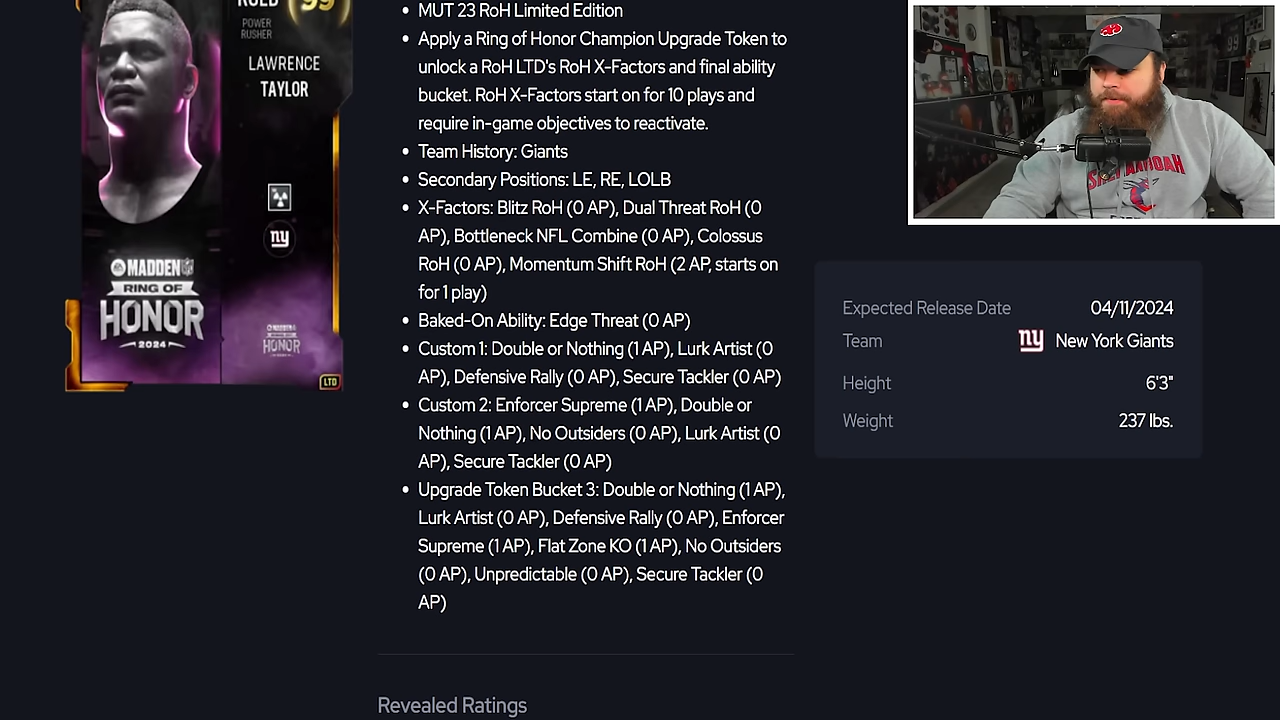 ROLB 99
POWER
RUSHER
LAWRENCE
TAYLOR
ny
EA MADDEN NFL
RING OF
HONOR
2024
HONOR
LTD
• MUT 23 RoH Limited Edition
• Apply a Ring of Honor Champion Upgrade Token to
unlock a RoH LTD's RoH X-Factors and final ability
bucket. RoH X-Factors start on for 10 plays and
require in-game objectives to reactivate.
• Team History: Giants
• Secondary Positions: LE, RE, LOLB
• X-Factors: Blitz RoH (0 AP), Dual Threat RoH (0
AP), Bottleneck NFL Combine (0 AP), Colossus
RoH (0 AP), Momentum Shift RoH (2 AP, starts on
for 1 play)
• Baked-On Ability: Edge Threat (0 AP)
• Custom 1: Double or Nothing (1 AP), Lurk Artist (0
AP), Defensive Rally (0 AP), Secure Tackler (0 AP)
• Custom 2: Enforcer Supreme (1 AP), Double or
Nothing (1 AP), No Outsiders (0 AP), Lurk Artist (0
AP), Secure Tackler (0 AP)
• Upgrade Token Bucket 3: Double or Nothing (1 AP),
Lurk Artist (0 AP), Defensive Rally (0 AP), Enforcer
Supreme (1 AP), Flat Zone KO (1 AP), No Outsiders
(0 AP), Unpredictable (0 AP), Secure Tackler (0
AP)
Revealed Ratings
Expected Release Date 04/11/2024
Team ny New York Giants
Height 6'3"
Weight 237 lbs.